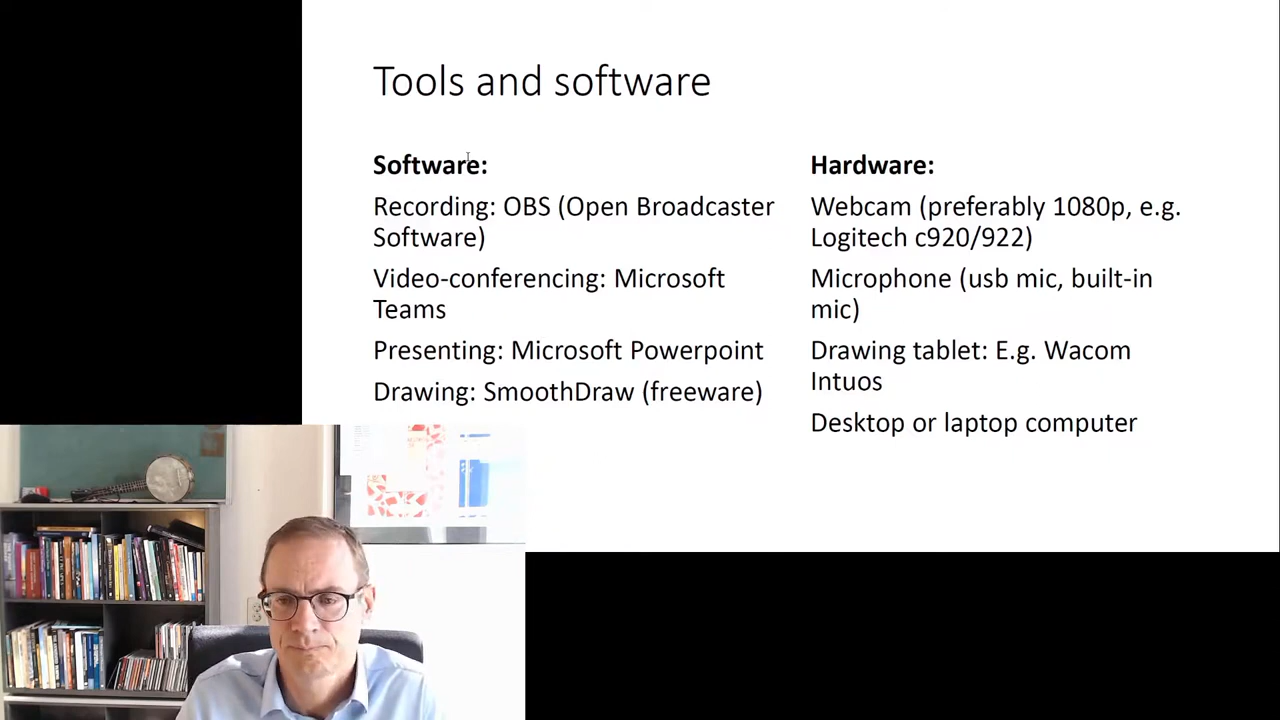 Tools and software
Software:
Recording: OBS (Open Broadcaster
Software)
Video-conferencing: Microsoft
Teams
Presenting: Microsoft Powerpoint
Drawing: SmoothDraw (freeware)
Hardware:
Webcam (preferably 1080p, e.g.
Logitech c920/922)
Microphone (usb mic, built-in
mic)
Drawing tablet: E.g. Wacom
Intuos
Desktop or laptop computer